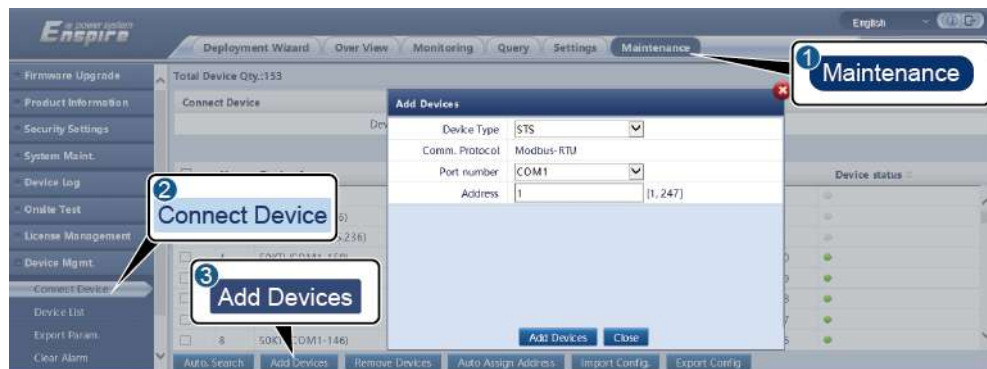 Enspire
English
Deployment Wizard Over View Monitoring Query Settings Maintenance
1 Maintenance
Firmware Upgrade
Product Information
Security Settings
System Maint.
Device Log
Onsite Test
License Management
Device Mgmt.
Connect Device
Device List
Export Param.
Clear Alarm
Total Device Qty.:153
Connect Device
Add Devices
Device Type STS
Comm. Protocol Modbus-RTU
Port number COM1
Address 1 [1, 247]
Add Devices Close
Device status
2
Connect Device
3
Add Devices
8 (COM1-146)
Auto. Search Add Devices Remove Devices Auto Assign Address Import Config. Export Config